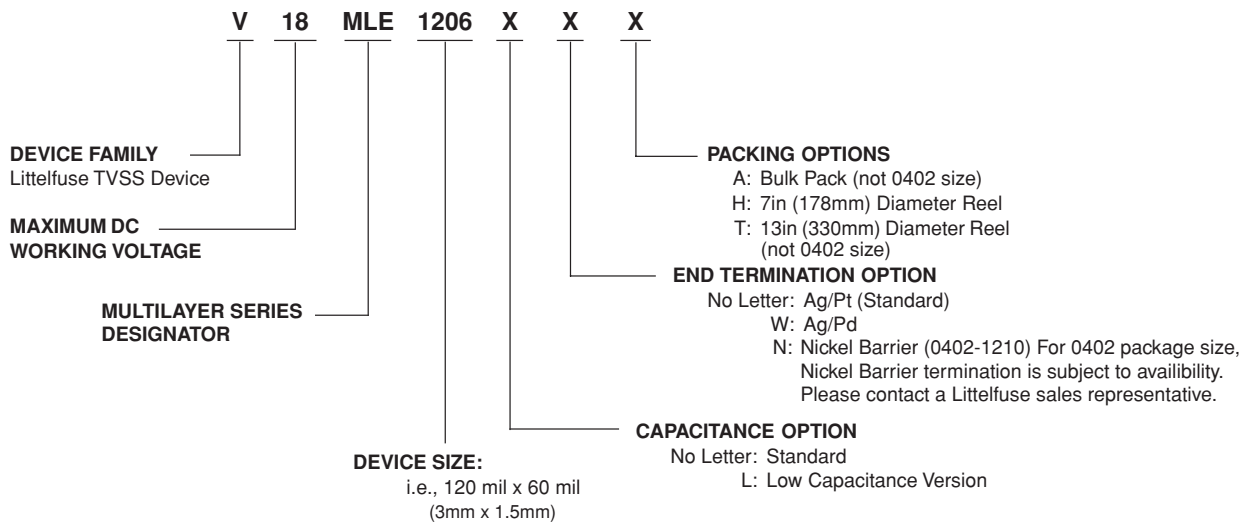 V 18 MLE 1206 X X X
DEVICE FAMILY
Littelfuse TVSS Device
MAXIMUM DC
WORKING VOLTAGE
MULTILAYER SERIES
DESIGNATOR
DEVICE SIZE:
i.e., 120 mil x 60 mil
(3mm x 1.5mm)
PACKING OPTIONS
A: Bulk Pack (not 0402 size)
H: 7in (178mm) Diameter Reel
T: 13in (330mm) Diameter Reel
(not 0402 size)
END TERMINATION OPTION
No Letter: Ag/Pt (Standard)
W: Ag/Pd
N: Nickel Barrier (0402-1210) For 0402 package size,
Nickel Barrier termination is subject to availibility.
Please contact a Littelfuse sales representative.
CAPACITANCE OPTION
No Letter: Standard
L: Low Capacitance Version